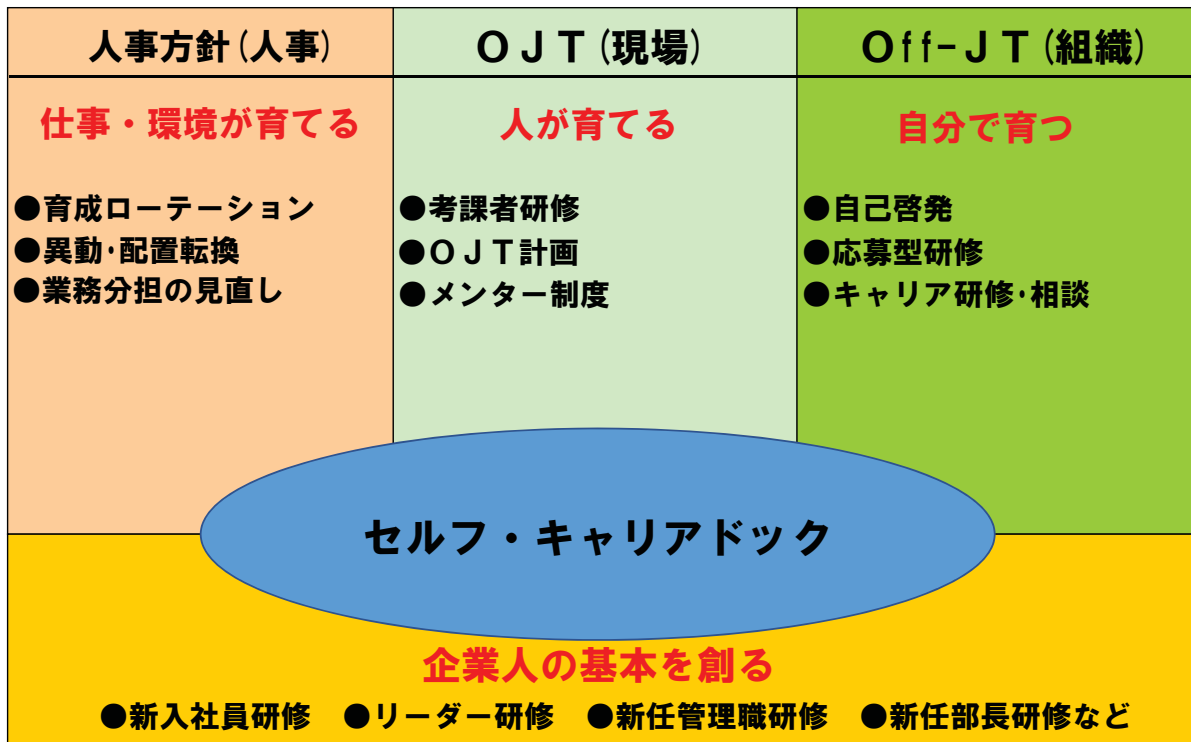 人事方針(人事)
仕事・環境が育てる
●育成ローテーション
●異動･配置転換
●業務分担の見直し
ＯＪＴ(現場)
人が育てる
●考課者研修
●ＯＪＴ計画
●メンター制度
Ｏff-ＪＴ(組織)
自分で育つ
●自己啓発
●応募型研修
●キャリア研修･相談
セルフ・キャリアドック
企業人の基本を創る
●新入社員研修　●リーダー研修　●新任管理職研修　●新任部長研修など